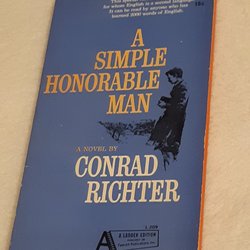 for whom English is a second language
It can be read by anyone who has
learned 2000 words of English.
A
SIMPLE
HONORABLE
MAN
A NOVEL BY
CONRAD
RICHTER
A LADDER EDITION